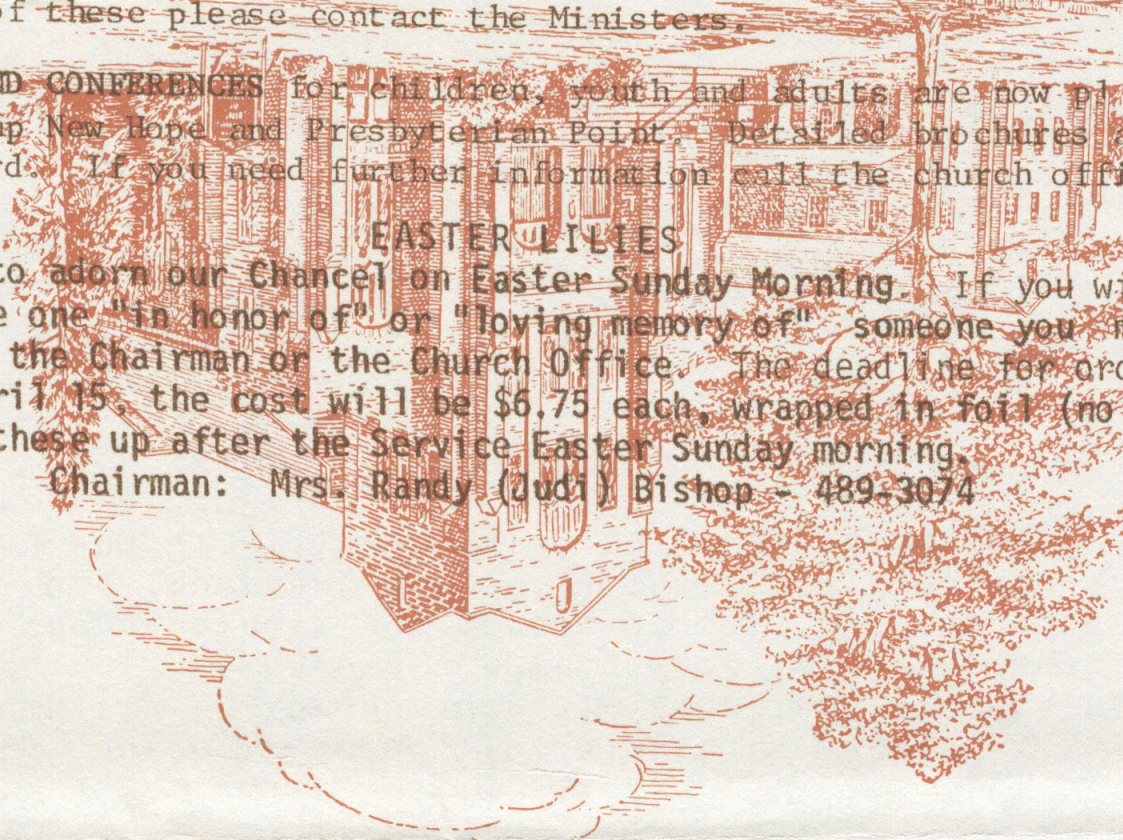 of these please contact the Ministers.
CONFERENCES for children, youth and adults are now pl
New Hope and Presbyterian Point. Detailed brochures a
rd. If you need further information call the church offi
EASTER LILIES
to adorn our Chancel on Easter Sunday Morning. If you wi
e one "in honor of" or "loving memory of" someone you m
the Chairman or the Church Office. The deadline for ord
ril 15, the cost will be $6.75 each, wrapped in foil (no
these up after the Service Easter Sunday morning.
Chairman: Mrs. Randy (Judi) Bishop - 489-3074